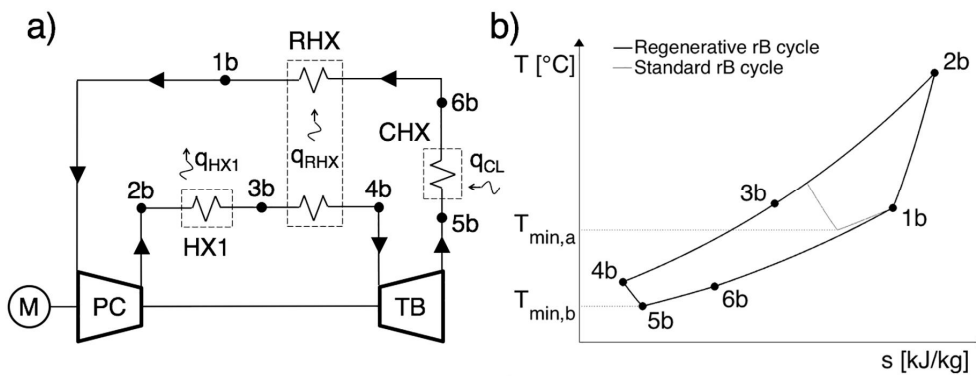 a)
RHX
1b
6b
CHX
qHX1
qRHX
qCL
2b
3b
4b
5b
HX1
M
PC
TB
b)
T [°C]
Regenerative rB cycle
Standard rB cycle
2b
3b
1b
Tmin,a
4b
6b
Tmin,b
5b
s [kJ/kg]